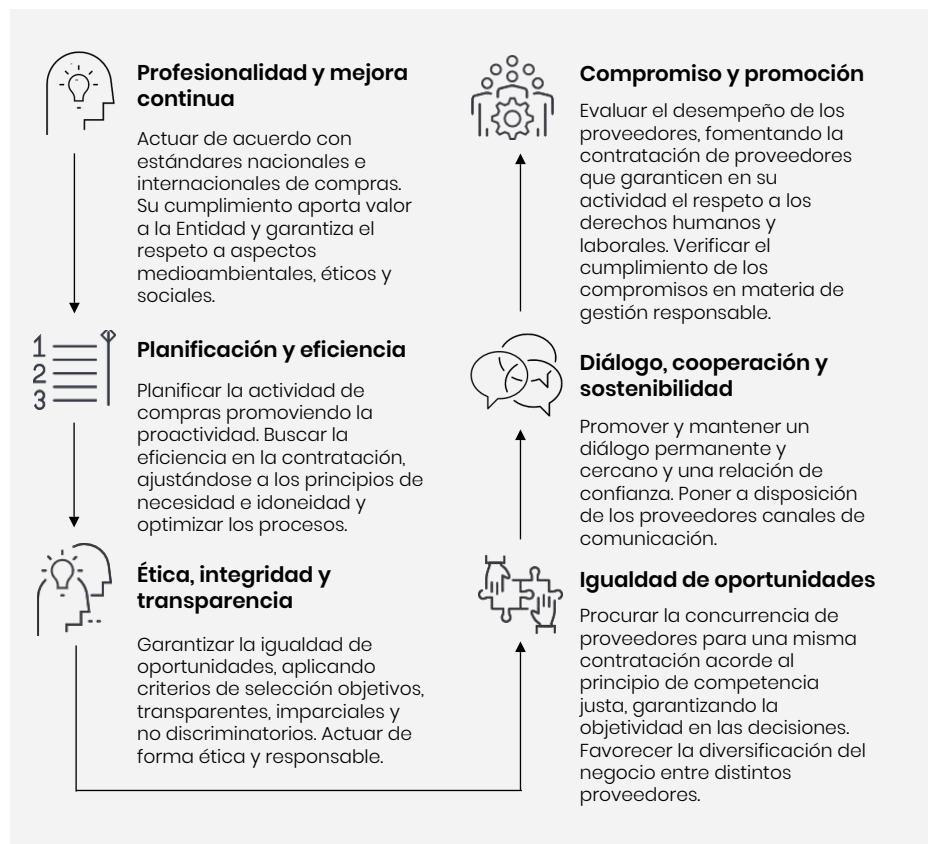 Profesionalidad y mejora
continua
Actuar de acuerdo con
estándares nacionales e
internacionales de compras.
Su cumplimiento aporta valor
a la Entidad y garantiza el
respeto a aspectos
medioambientales, éticos y
sociales.
1
2
3
Planificación y eficiencia
Planificar la actividad de
compras promoviendo la
proactividad. Buscar la
eficiencia en la contratación,
ajustándose a los principios de
necesidad e idoneidad y
optimizar los procesos.
Ética, integridad y
transparencia
Garantizar la igualdad de
oportunidades, aplicando
criterios de selección objetivos,
transparentes, imparciales y
no discriminatorios. Actuar de
forma ética y responsable.
Igualdad de oportunidades
Procurar la concurrencia de
proveedores para una misma
contratación acorde al
principio de competencia
justa, garantizando la
objetividad en las decisiones.
Favorecer la diversificación del
negocio entre distintos
proveedores.
Diálogo, cooperación y
sostenibilidad
Promover y mantener un
diálogo permanente y
cercano y una relación de
confianza. Poner a disposición
de los proveedores canales de
comunicación.
Compromiso y promoción
Evaluar el desempeño de los
proveedores, fomentando la
contratación de proveedores
que garanticen en su
actividad el respeto a los
derechos humanos y
laborales. Verificar el
cumplimiento de los
compromisos en materia de
gestión responsable.